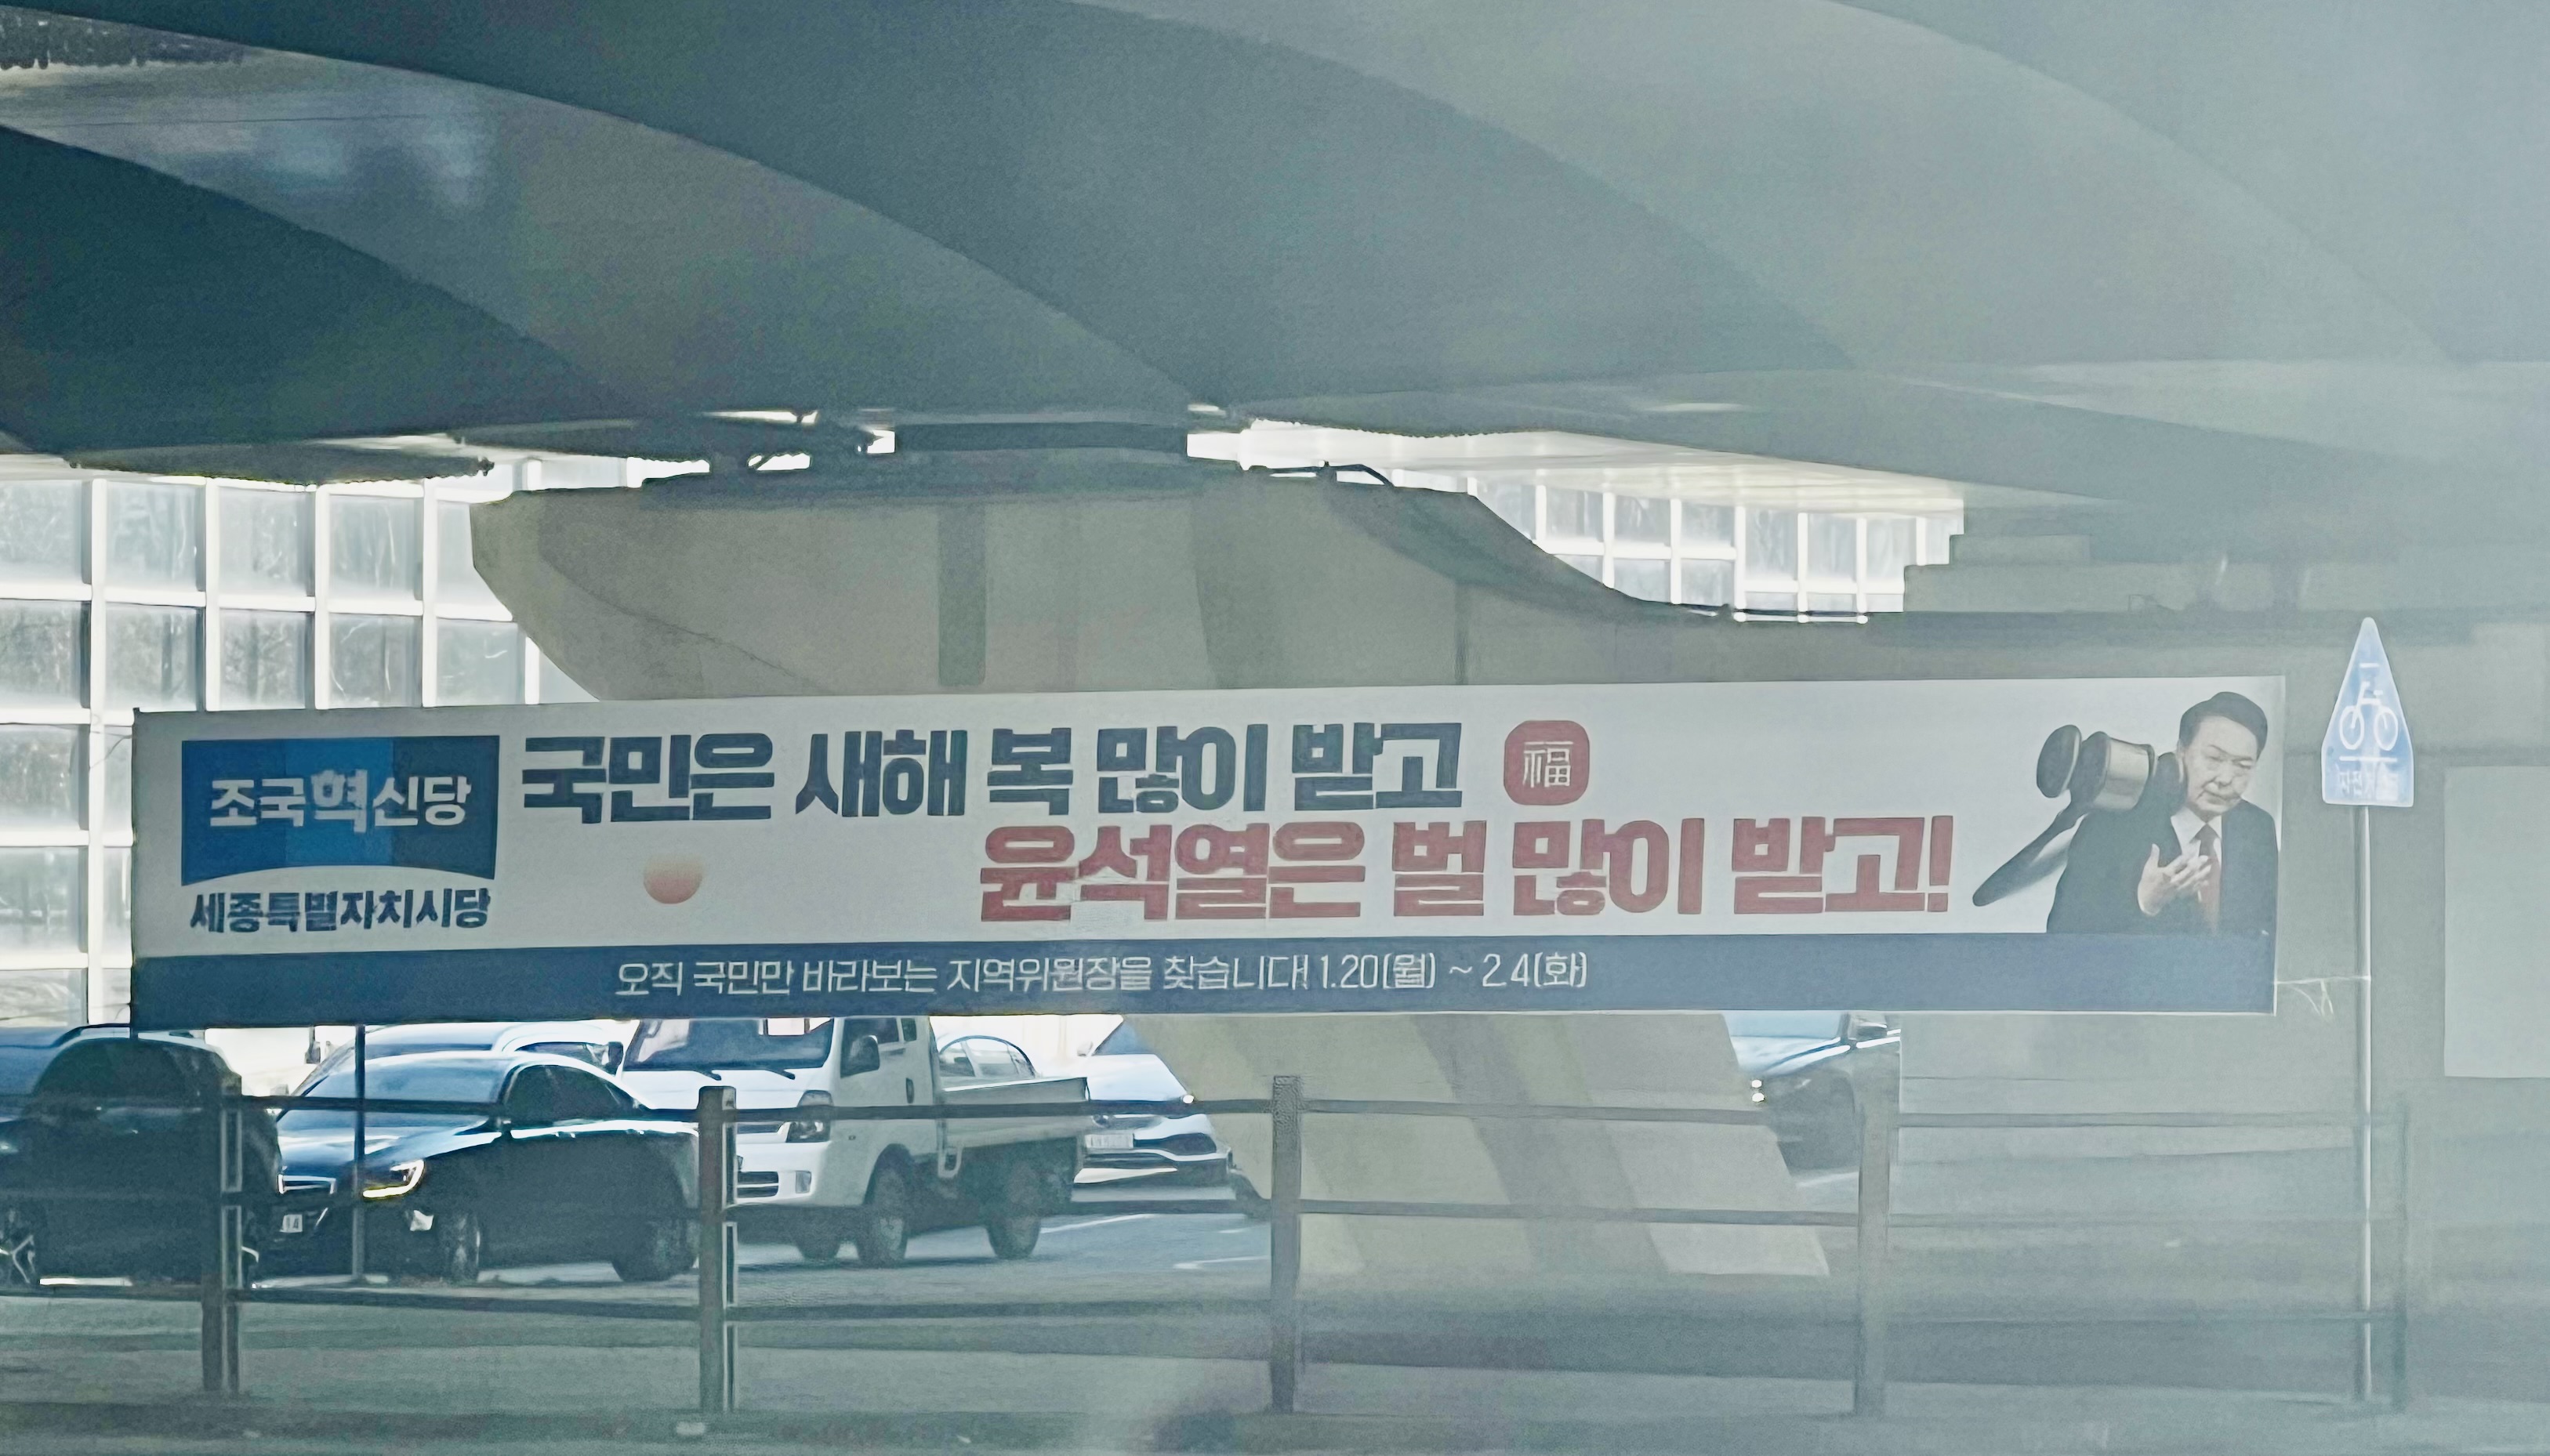 조국혁신당
세종특별자치시당
국민은 새해 복 많이 받고
福
윤석열은 벌 많이 받고!
오직 국민만 바라보는 지역위원장을 찾습니다! 1.20(월) ~ 2.4(화)